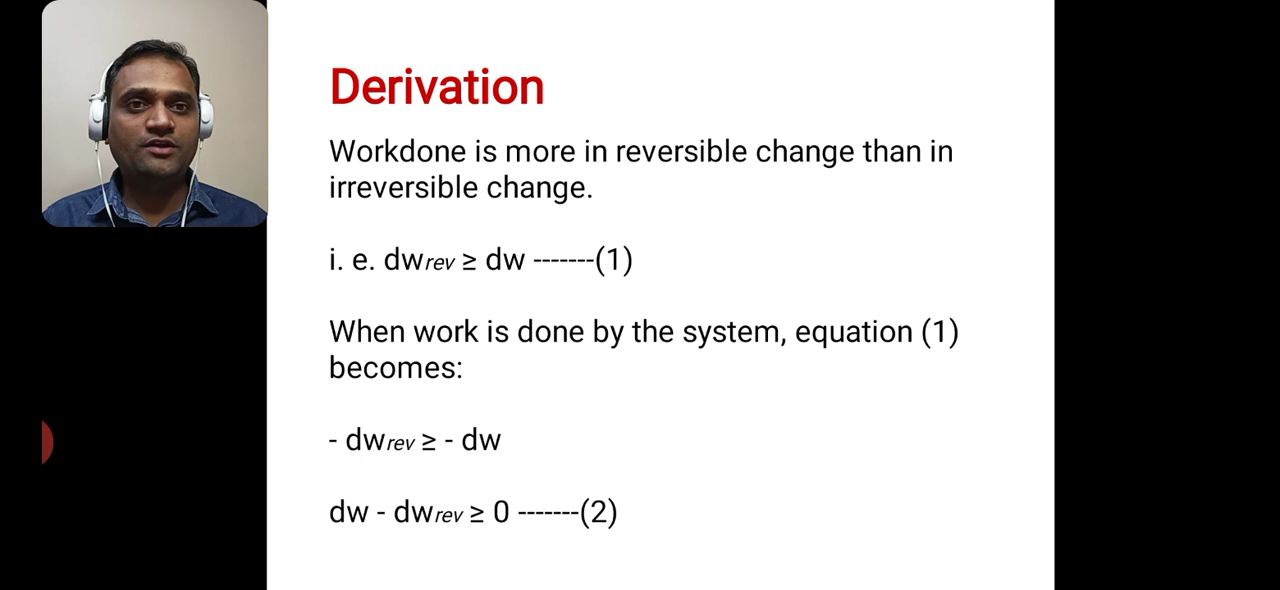 Derivation
Workdone is more in reversible change than in
irreversible change.
i. e. dwrev ≥ dw -------(1)
When work is done by the system, equation (1)
becomes:
- dwrev ≥ - dw
dw - dwrev ≥ 0 -------(2)